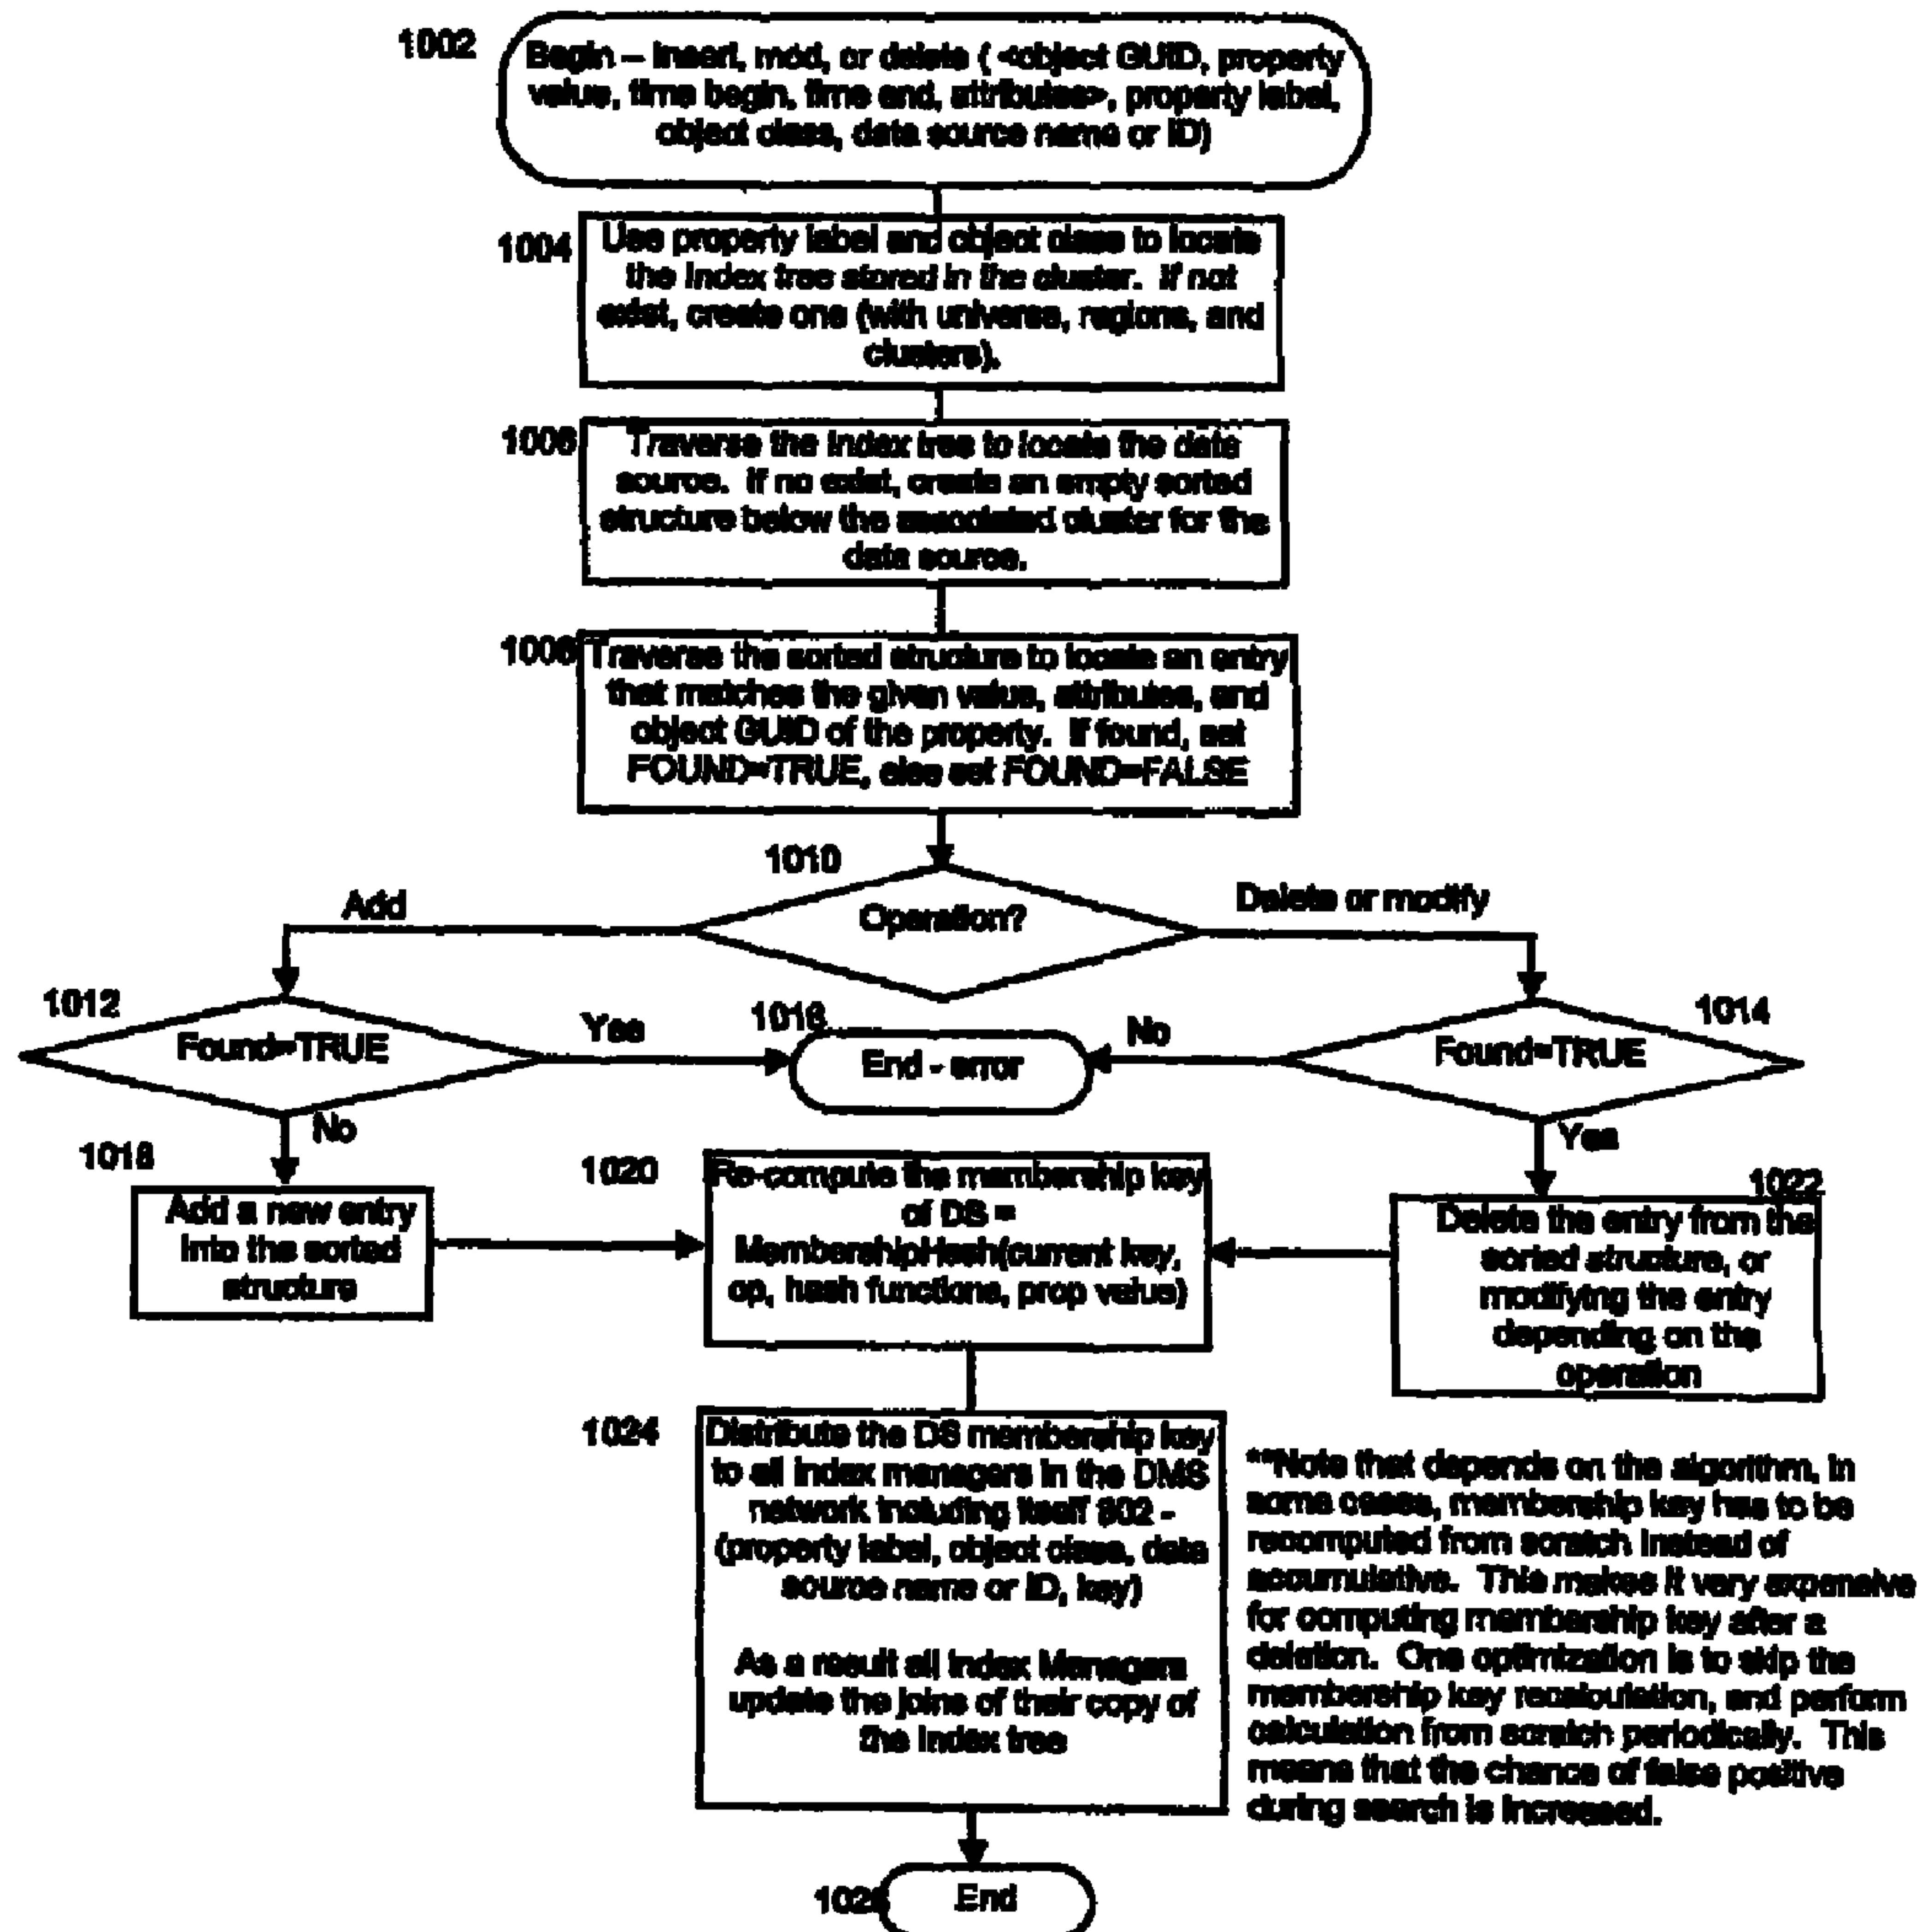 1002
Begin – insert, mod, or delete ( <object GUID, property
value, time begin, time end, attributes>, property label,
object class, data source name or ID)
1004
Use property label and object class to locate
the index tree stored in the cluster. If not
exist, create one (with universe, regions, and
clusters).
1006
Traverse the index tree to locate the data
source. If no exist, create an empty sorted
structure below the associated cluster for the
data source.
1008
Traverse the sorted structure to locate an entry
that matches the given value, attributes, and
object GUID of the property. If found, set
FOUND=TRUE, else set FOUND=FALSE
1010
Operation?
Add
Delete or modify
1012
Found=TRUE
Yes
1016
End - error
No
1014
Found=TRUE
No
Yes
1018
Add a new entry
into the sorted
structure
1020
Re-compute the membership key
of DS =
MembershipHash(current key,
op, hash functions, prop value)
1022
Delete the entry from the
sorted structure, or
modifying the entry
depending on the
operation
1024
Distribute the DS membership key
to all index managers in the DMS
network including itself 802 -
(property label, object class, data
source name or ID, key)
As a result all Index Managers
update the joins of their copy of
the index tree
**Note that depends on the algorithm, in
some cases, membership key has to be
recomputed from scratch instead of
accumulative. This makes it very expensive
for computing membership key after a
deletion. One optimization is to skip the
membership key recalculation, and perform
calculation from scratch periodically. This
means that the chance of false positive
during search is increased.
1026
End